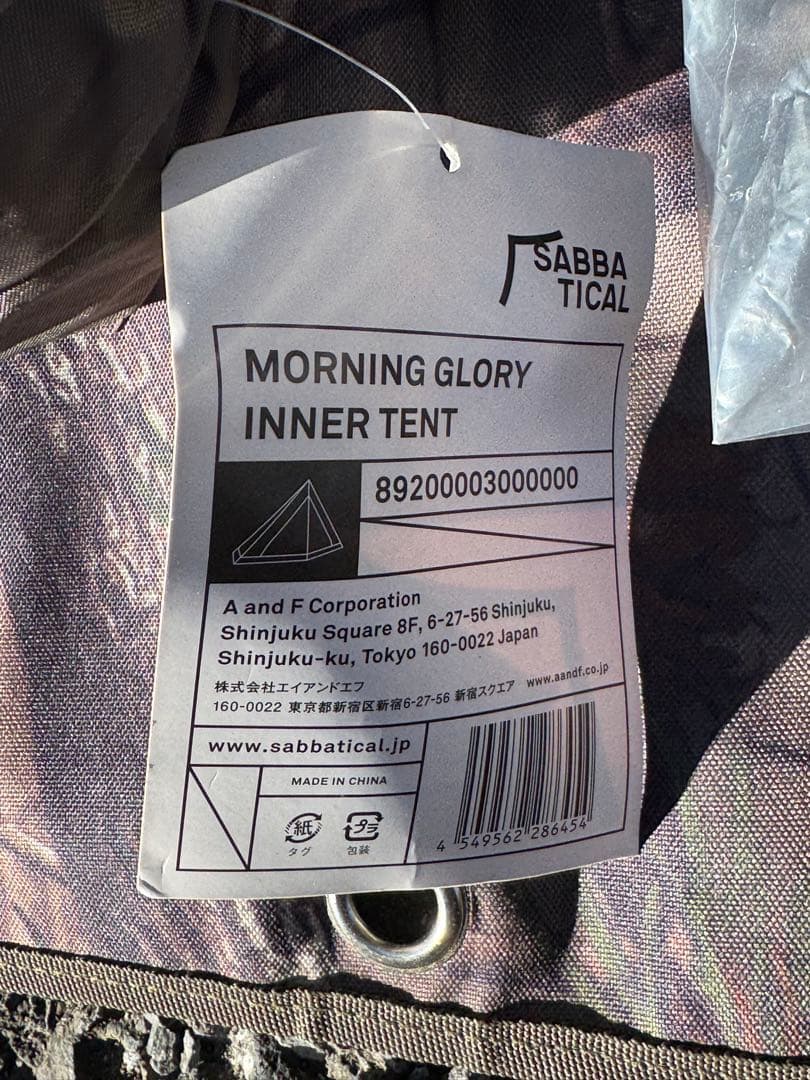 SABBA
TICAL
MORNING GLORY
INNER TENT
89200003000000
A and F Corporation
Shinjuku Square 8F, 6-27-56 Shinjuku,
Shinjuku-ku, Tokyo 160-0022 Japan
株式会社エイアンドエフ
160-0022 東京都新宿区新宿6-27-56 新宿スクエア www.aandf.co.jp
www.sabbatical.jp
MADE IN CHINA
紙 プラ
タグ 包装
4 549562 286454